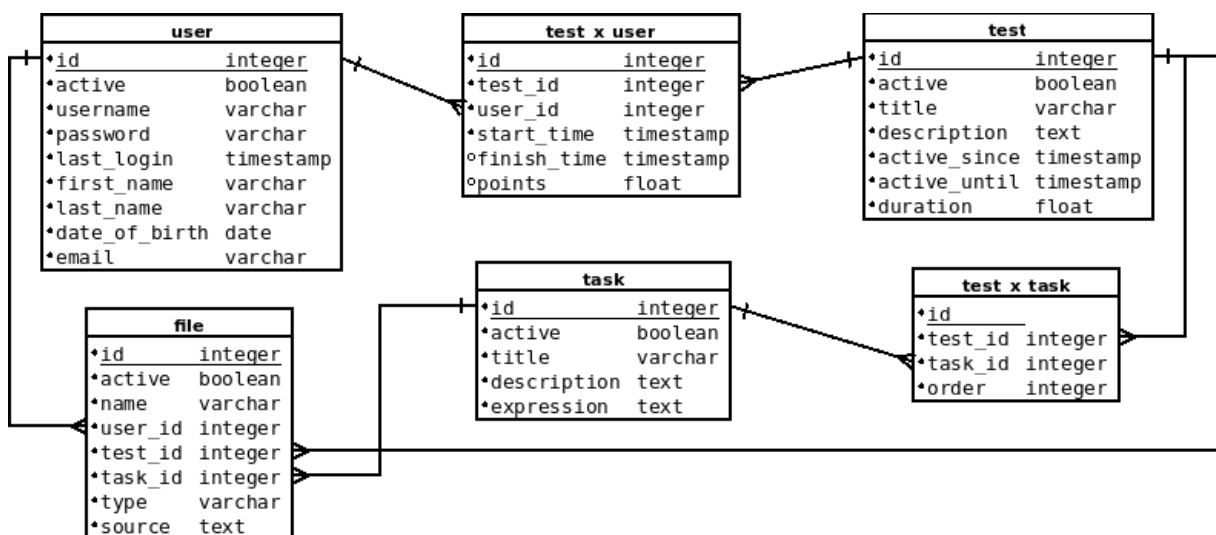 user
id integer
active boolean
username varchar
password varchar
last_login timestamp
first_name varchar
last_name varchar
date_of_birth date
email varchar
test x user
id integer
test_id integer
user_id integer
start_time timestamp
finish_time timestamp
points float
test
id integer
active boolean
title varchar
description text
active_since timestamp
active_until timestamp
duration float
file
id integer
active boolean
name varchar
user_id integer
test_id integer
task_id integer
type varchar
source text
task
id integer
active boolean
title varchar
description text
expression text
test x task
id
test_id integer
task_id integer
order integer